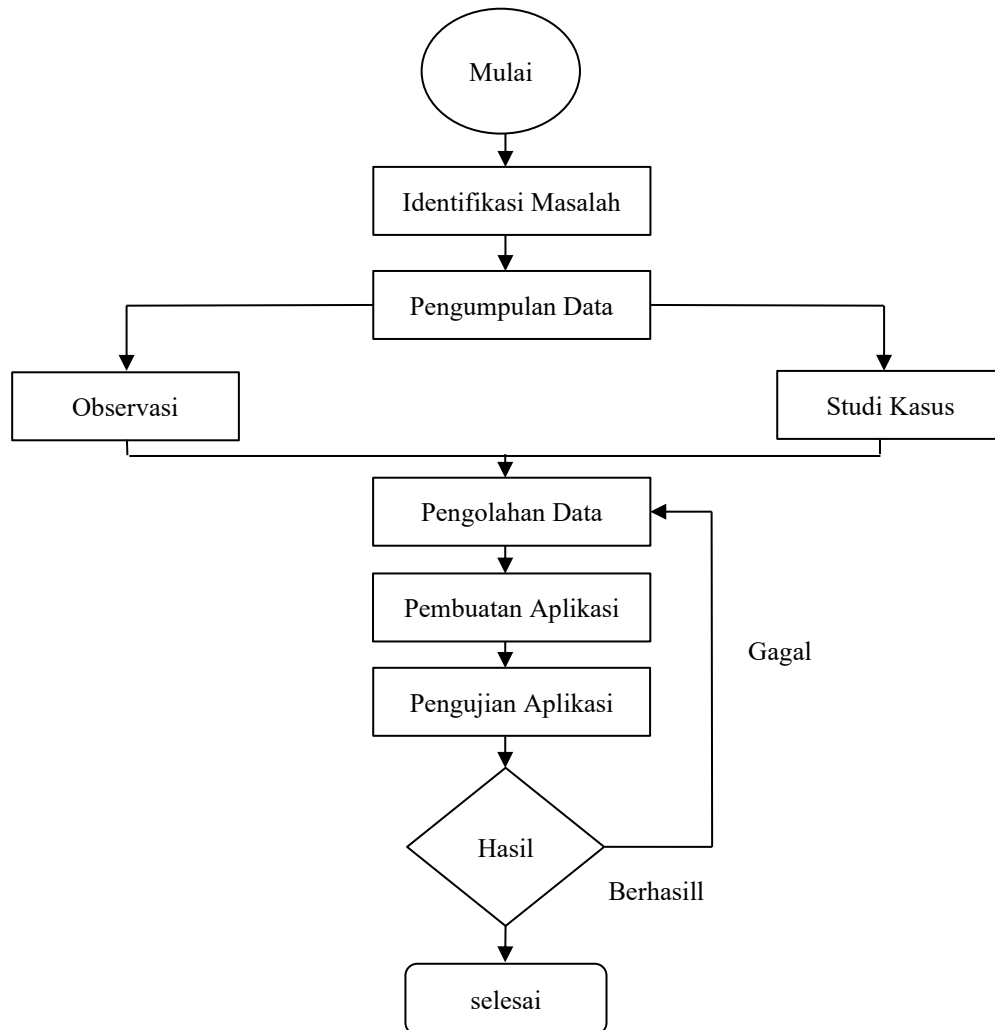 Mulai
Identifikasi Masalah
Pengumpulan Data
Observasi
Studi Kasus
Pengolahan Data
Pembuatan Aplikasi
Gagal
Pengujian Aplikasi
Hasil
Berhasill
selesai